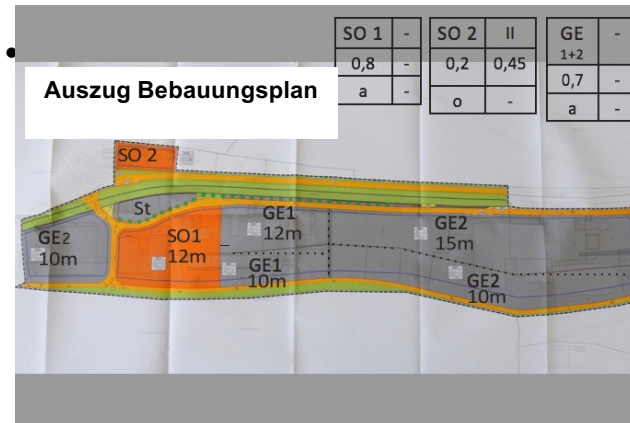 SO 1 -
0,8 -
a -
SO 2 II
0,2 0,45
o -
GE 1+2 -
0,7 -
a -
Auszug Bebauungsplan
SO 2
St
GE2
10m
SO1
12m
GE1
12m
GE1
10m
GE2
15m
GE2
10m